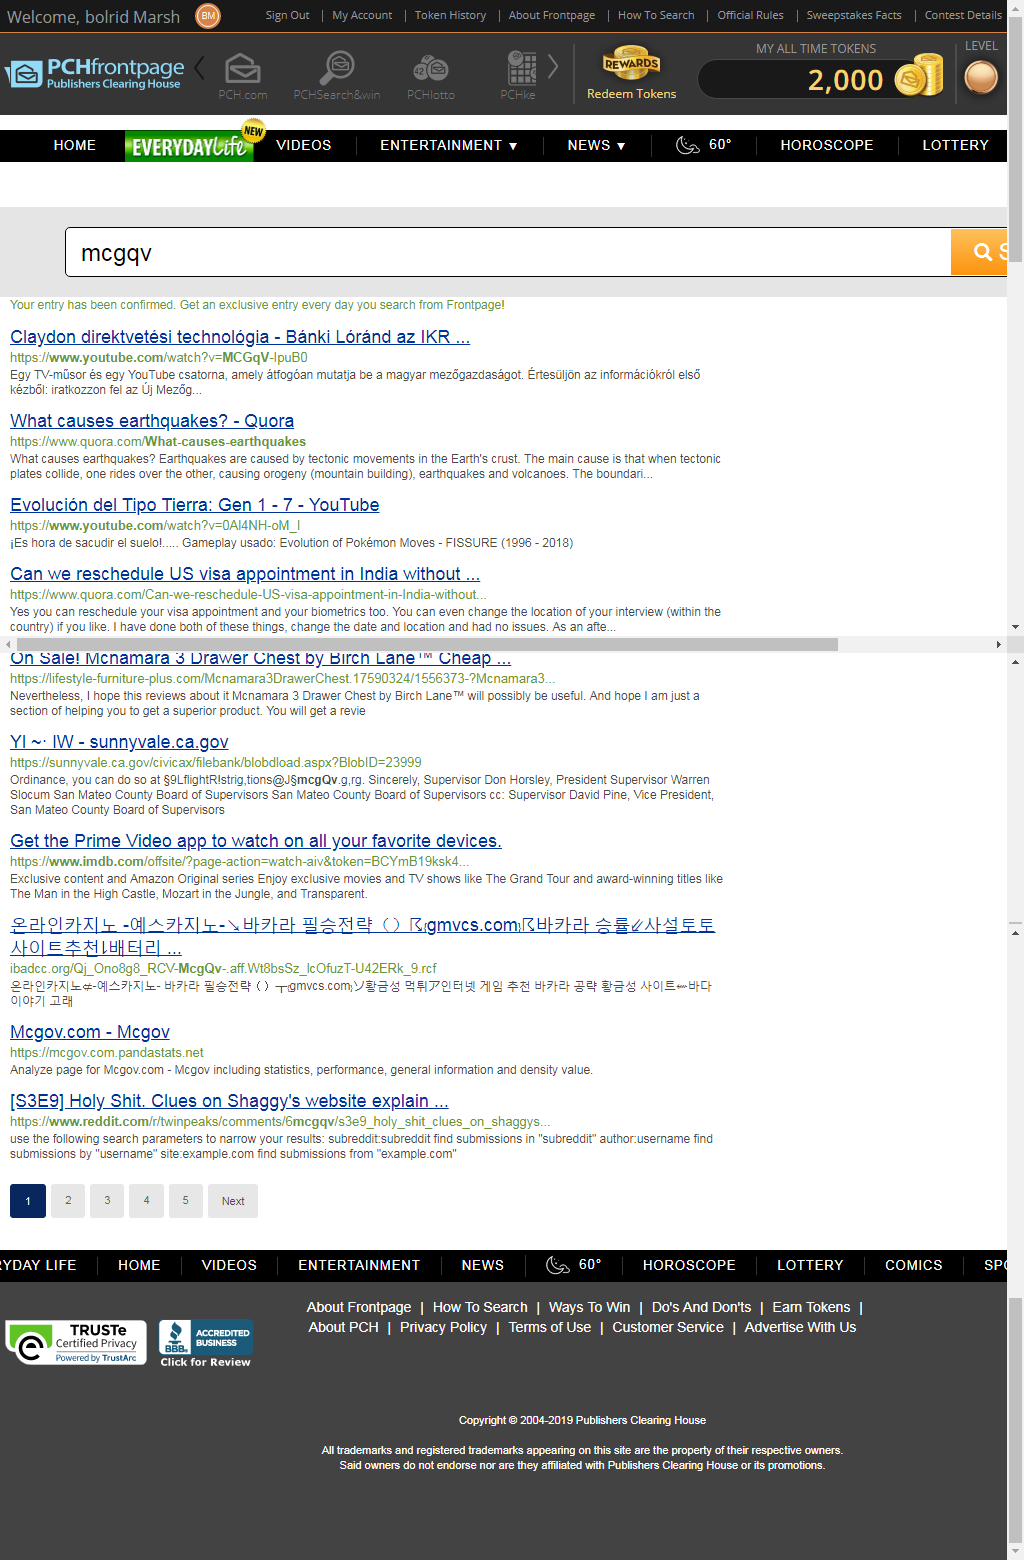 Welcome, bolrid Marsh
BM
Sign Out | My Account | Token History | About Frontpage | How To Search | Official Rules | Sweepstakes Facts | Contest Details
PCHfrontpage
Publishers Clearing House
PCH.com
PCHSearch&win
42
PCHlotto
PCHke
REWARDS
Redeem Tokens
MY ALL TIME TOKENS
2,000
LEVEL
HOME
EVERYDAY Life
NEW
VIDEOS
ENTERTAINMENT ▼
NEWS ▼
60°
HOROSCOPE
LOTTERY
mcgqv
S
Your entry has been confirmed. Get an exclusive entry every day you search from Frontpage!
Claydon direktvetési technológia - Bánki Lóránd az IKR ...
https://www.youtube.com/watch?v=MCGqV-lpuB0
Egy TV-műsor és egy YouTube csatorna, amely átfogóan mutatja be a magyar mezőgazdaságot. Értesüljön az információkról első
kézből: iratkozzon fel az Új Mezőg...
What causes earthquakes? - Quora
https://www.quora.com/What-causes-earthquakes
What causes earthquakes? Earthquakes are caused by tectonic movements in the Earth's crust. The main cause is that when tectonic
plates collide, one rides over the other, causing orogeny (mountain building), earthquakes and volcanoes. The boundari...
Evolución del Tipo Tierra: Gen 1 - 7 - YouTube
https://www.youtube.com/watch?v=0Al4NH-oM_I
¡Es hora de sacudir el suelo!..... Gameplay usado: Evolution of Pokémon Moves - FISSURE (1996 - 2018)
Can we reschedule US visa appointment in India without ...
https://www.quora.com/Can-we-reschedule-US-visa-appointment-in-India-without...
Yes you can reschedule your visa appointment and your biometrics too. You can even change the location of your interview (within the
country) if you like. I have done both of these things, change the date and location and had no issues. As an afte...
On Sale! Mcnamara 3 Drawer Chest by Birch Lane™ Cheap ...
https://lifestyle-furniture-plus.com/Mcnamara3DrawerChest.17590324/1556373-?Mcnamara3...
Nevertheless, I hope this reviews about it Mcnamara 3 Drawer Chest by Birch Lane™ will possibly be useful. And hope I am just a
section of helping you to get a superior product. You will get a revie
YI ~· IW - sunnyvale.ca.gov
https://sunnyvale.ca.gov/civicax/filebank/blobdload.aspx?BlobID=23999
Ordinance, you can do so at §9LflightR!strig,tions@J§mcgQv.g,rg. Sincerely, Supervisor Don Horsley, President Supervisor Warren
Slocum San Mateo County Board of Supervisors San Mateo County Board of Supervisors cc: Supervisor David Pine, Vice President,
San Mateo County Board of Supervisors
Get the Prime Video app to watch on all your favorite devices.
https://www.imdb.com/offsite/?page-action=watch-aiv&token=BCYmB19ksk4...
Exclusive content and Amazon Original series Enjoy exclusive movies and TV shows like The Grand Tour and award-winning titles like
The Man in the High Castle, Mozart in the Jungle, and Transparent.
온라인카지노 -예스카지노-↘바카라 필승전략（）☈gmvcs.com☈바카라 승률✐사설토토
사이트추천⇂배터리 ...
ibadcc.org/Qj_Ono8g8_RCV-McgQv-.aff.Wt8bsSz_lcOfuzT-U42ERk_9.rcf
온라인카지노-예스카지노- 바카라 필승전략（）gmvcs.comソ황금성 먹튀ア인터넷 게임 추천 바카라 공략 황금성 사이트바다
이야기 고래
Mcgov.com - Mcgov
https://mcgov.com.pandastats.net
Analyze page for Mcgov.com - Mcgov including statistics, performance, general information and density value.
[S3E9] Holy Shit. Clues on Shaggy's website explain ...
https://www.reddit.com/r/twinpeaks/comments/6mcgqv/s3e9_holy_shit_clues_on_shaggys...
use the following search parameters to narrow your results: subreddit:subreddit find submissions in "subreddit" author:username find
submissions by "username" site:example.com find submissions from "example.com"
1 2 3 4 5 Next
RYDAY LIFE
HOME
VIDEOS
ENTERTAINMENT
NEWS
60°
HOROSCOPE
LOTTERY
COMICS
SPO
About Frontpage | How To Search | Ways To Win | Do's And Don'ts | Earn Tokens |
About PCH | Privacy Policy | Terms of Use | Customer Service | Advertise With Us
TRUSTe
Certified Privacy
Powered by TrustArc
BBB.
ACCREDITED
BUSINESS
Click for Review
Copyright © 2004-2019 Publishers Clearing House
All trademarks and registered trademarks appearing on this site are the property of their respective owners.
Said owners do not endorse nor are they affiliated with Publishers Clearing House or its promotions.